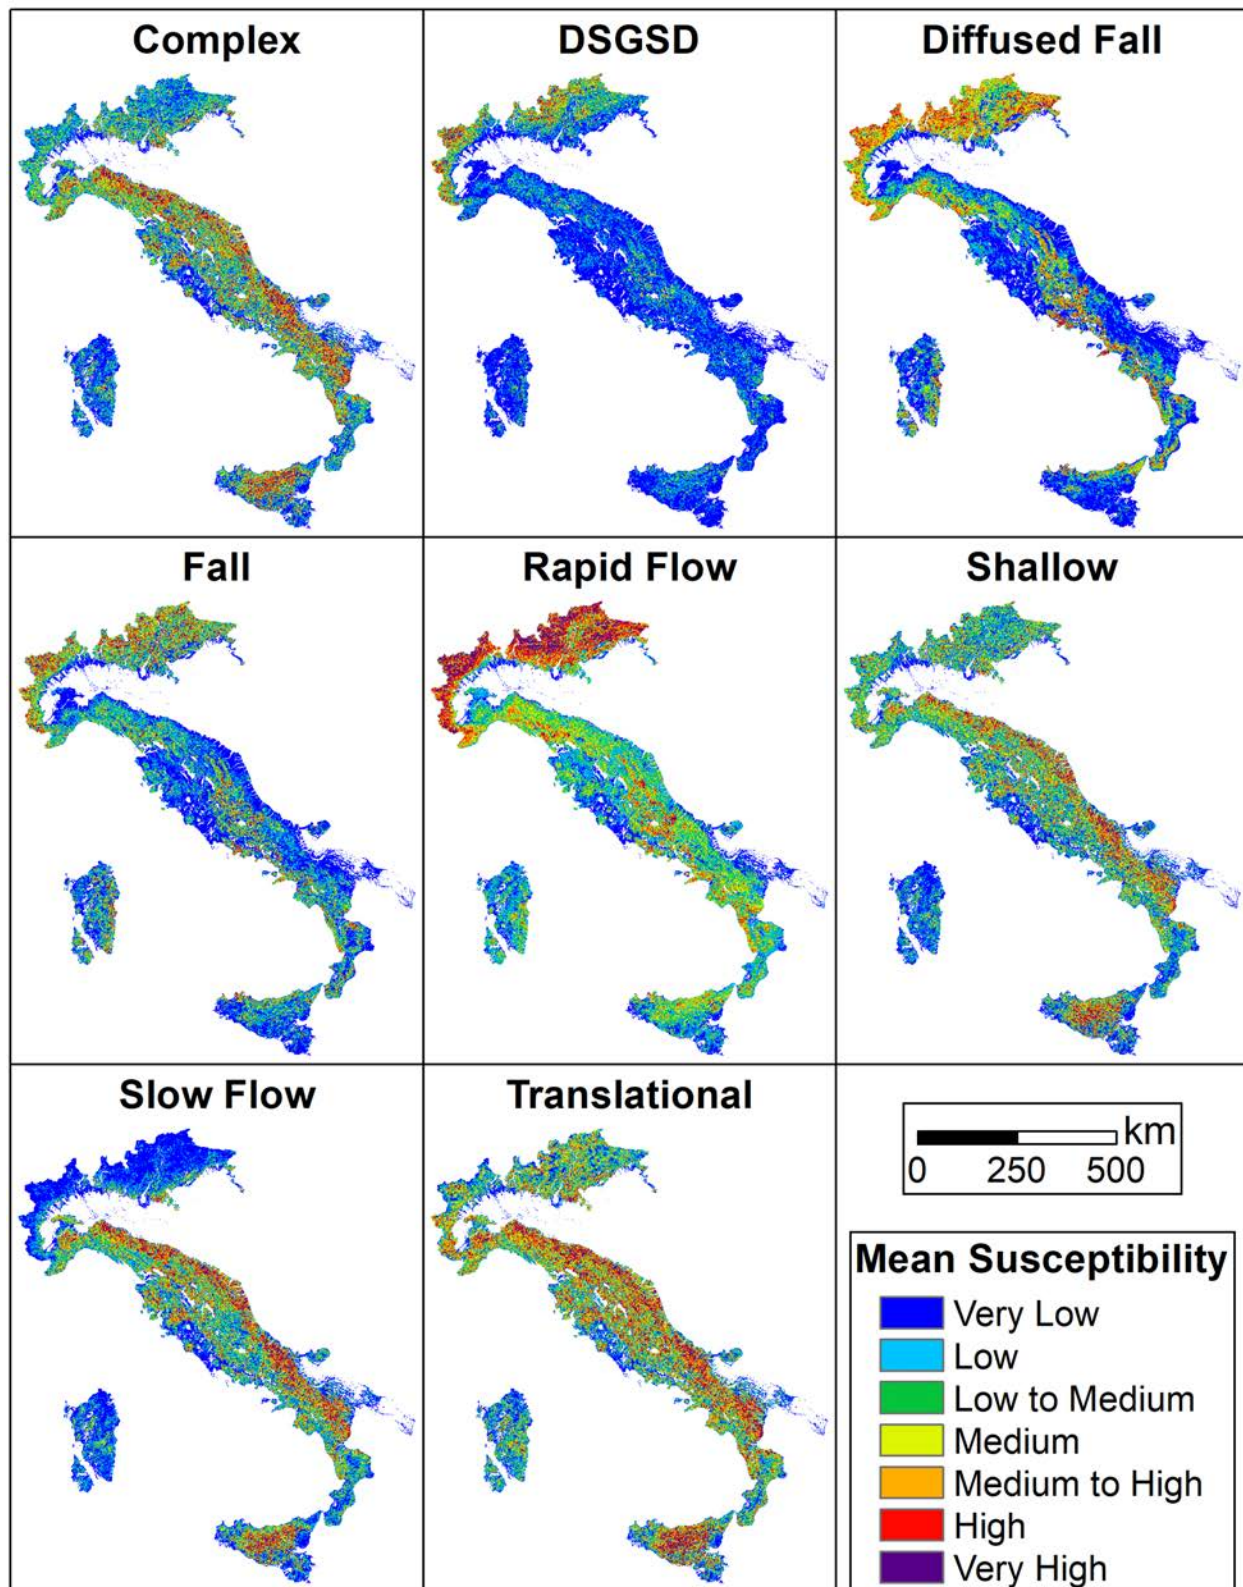 Complex
DSGSD
Diffused Fall
Fall
Rapid Flow
Shallow
Slow Flow
Translational
km
0 250 500
Mean Susceptibility
Very Low
Low
Low to Medium
Medium
Medium to High
High
Very High